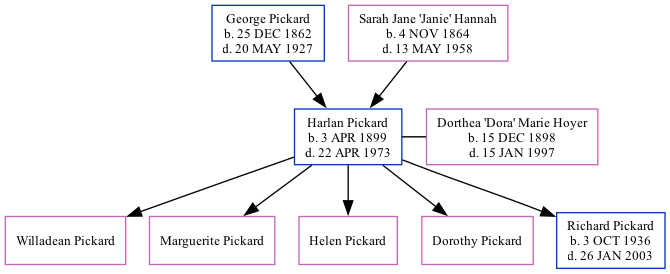 George Pickard
b. 25 DEC 1862
d. 20 MAY 1927
Sarah Jane 'Janie' Hannah
b. 4 NOV 1864
d. 13 MAY 1958
Harlan Pickard
b. 3 APR 1899
d. 22 APR 1973
Dorthea 'Dora' Marie Hoyer
b. 15 DEC 1898
d. 15 JAN 1997
Willadean Pickard
Marguerite Pickard
Helen Pickard
Dorothy Pickard
Richard Pickard
b. 3 OCT 1936
d. 26 JAN 2003